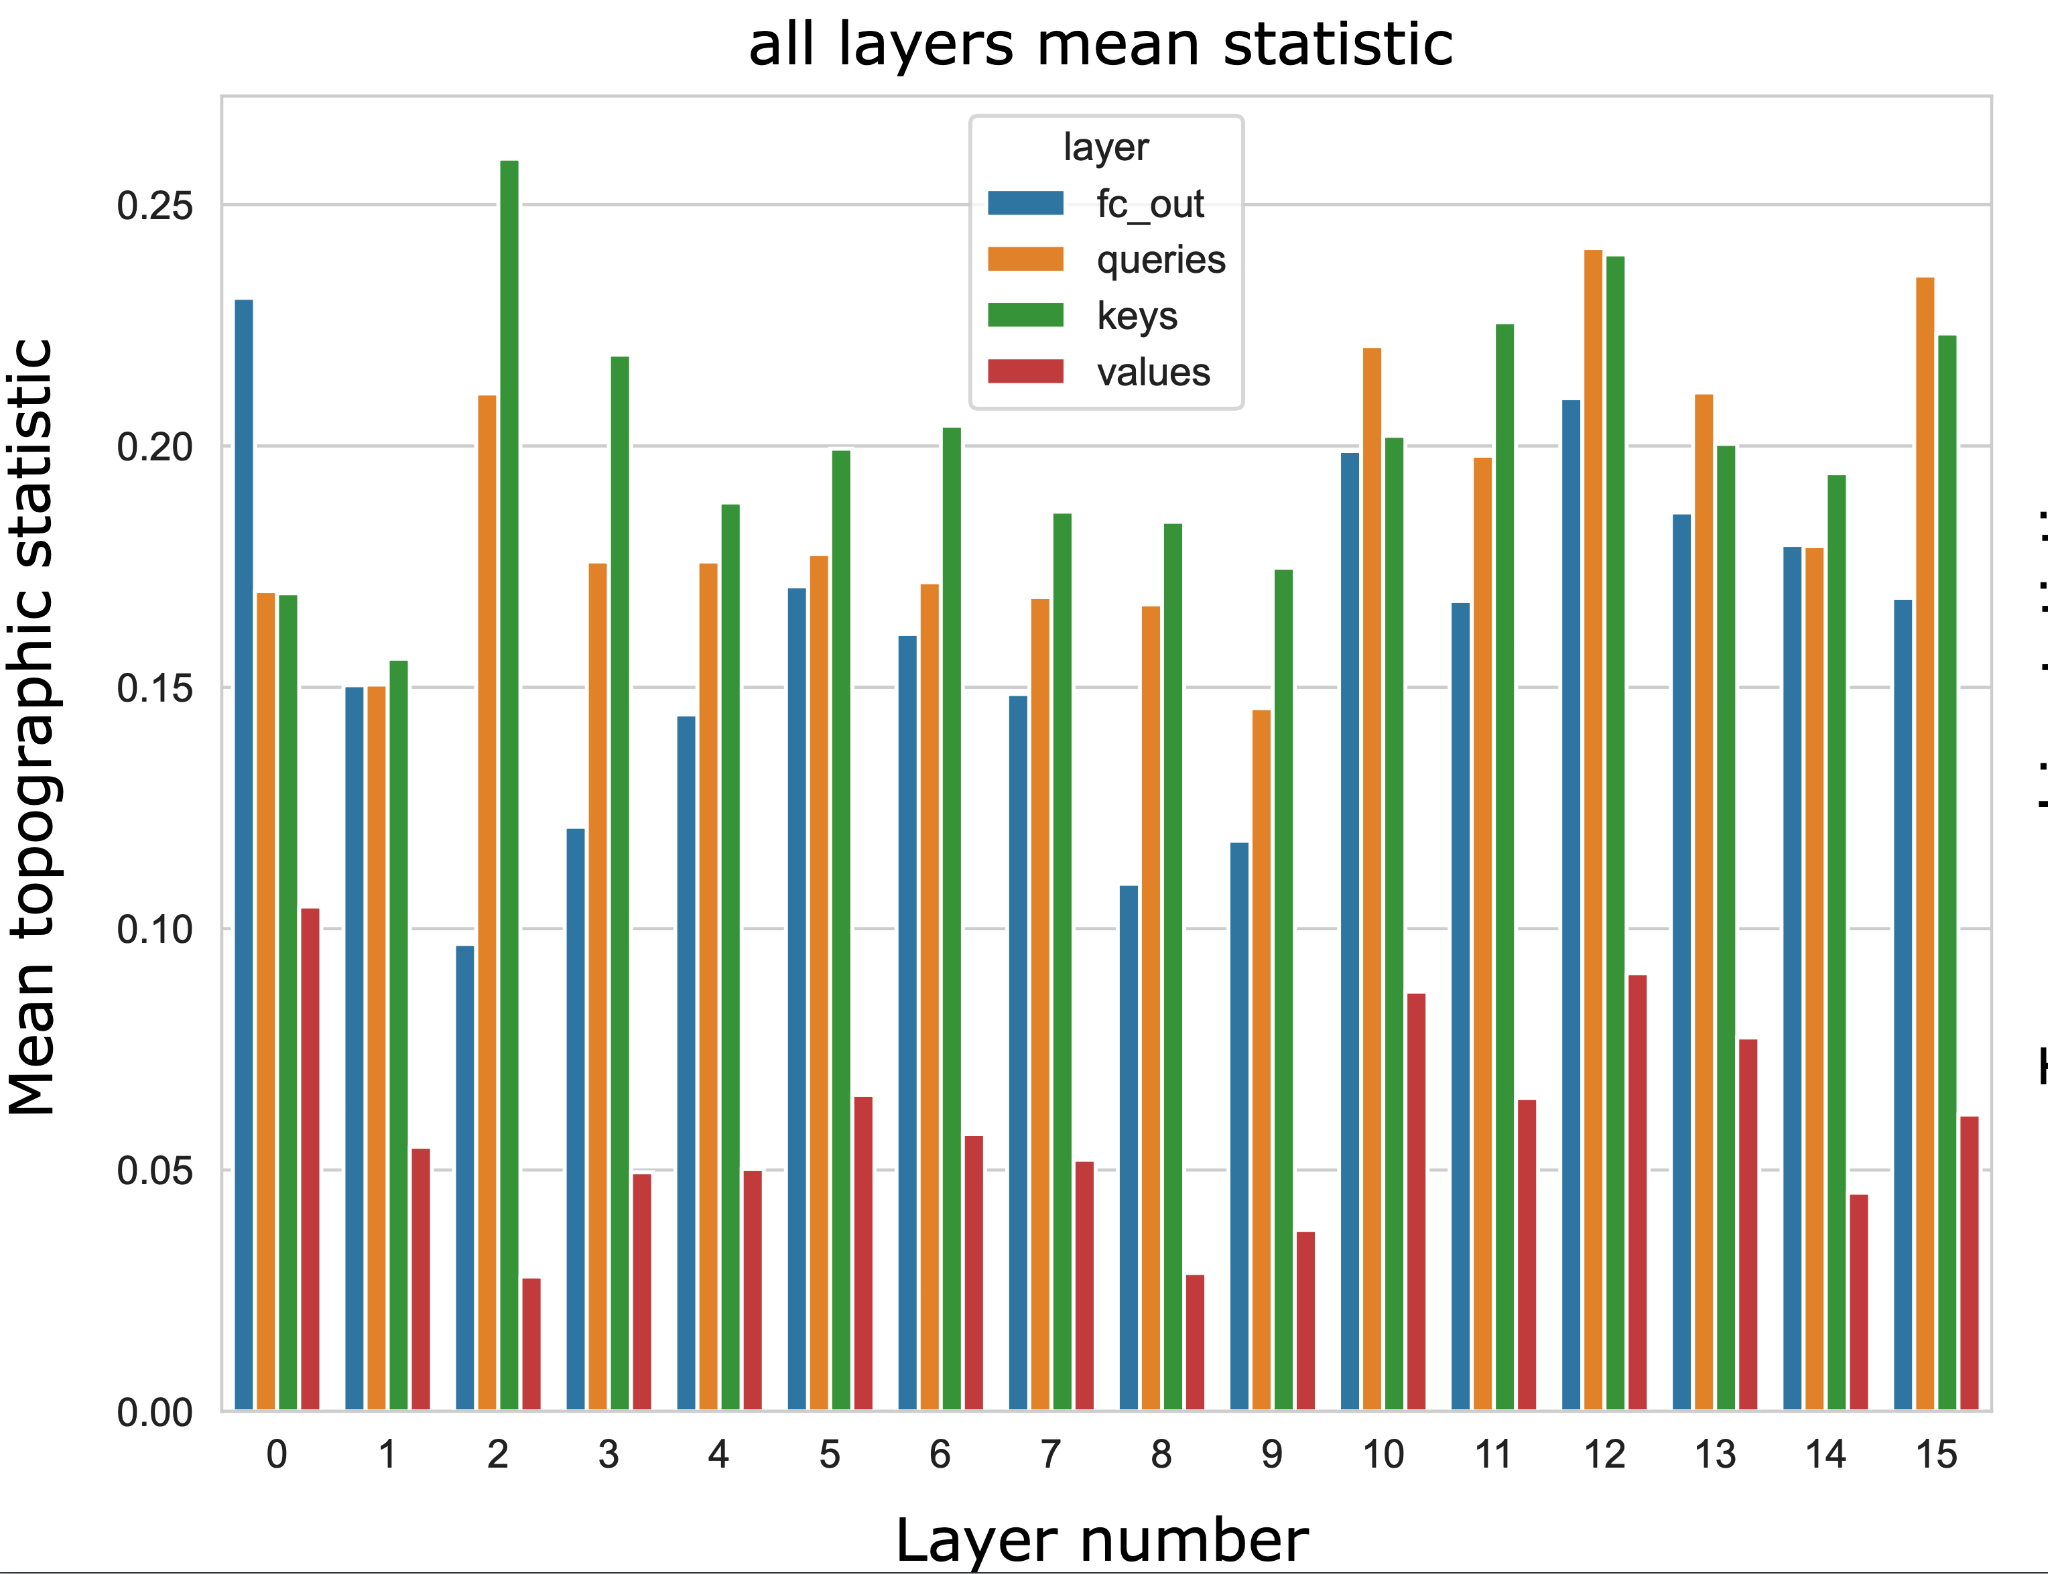 all layers mean statistic
Mean topographic statistic
0.25
0.20
0.15
0.10
0.05
0.00
layer
fc_out
queries
keys
values
0 1 2 3 4 5 6 7 8 9 10 11 12 13 14 15
Layer number